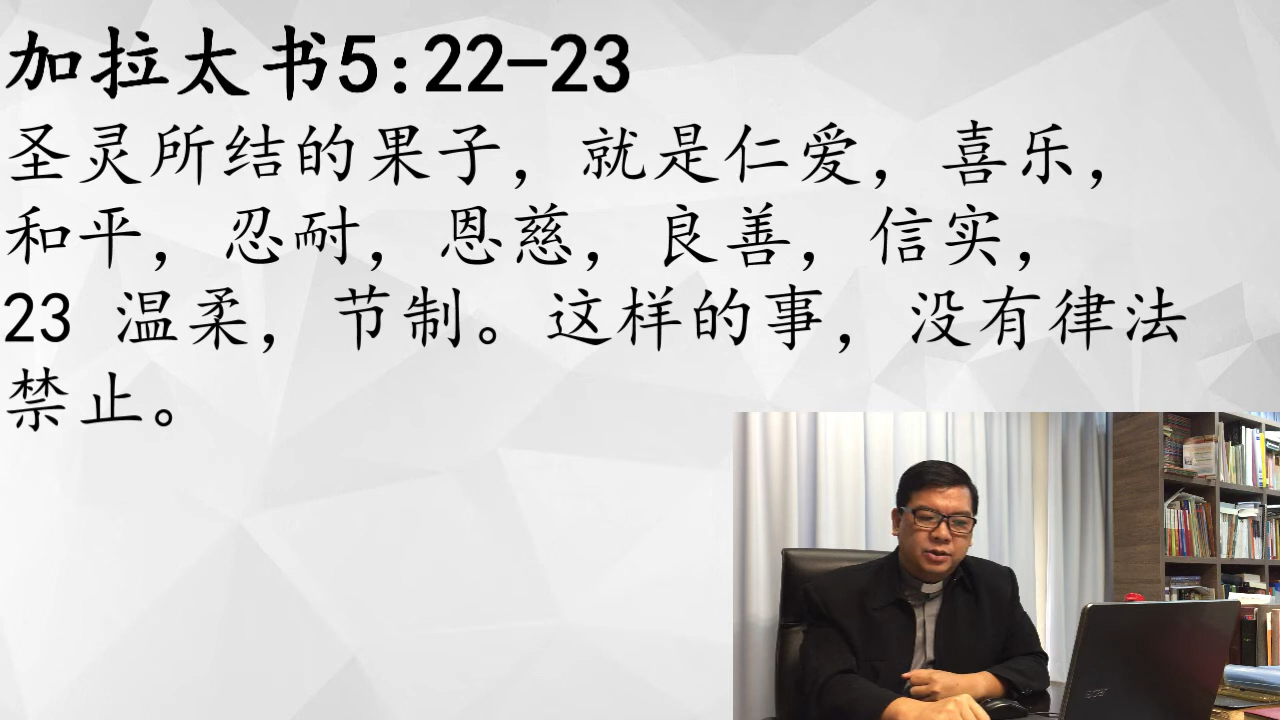 加拉太书5:22-23
圣灵所结的果子，就是仁爱，喜乐，
和平，忍耐，恩慈，良善，信实，
23 温柔，节制。这样的事，没有律法
禁止。
acer